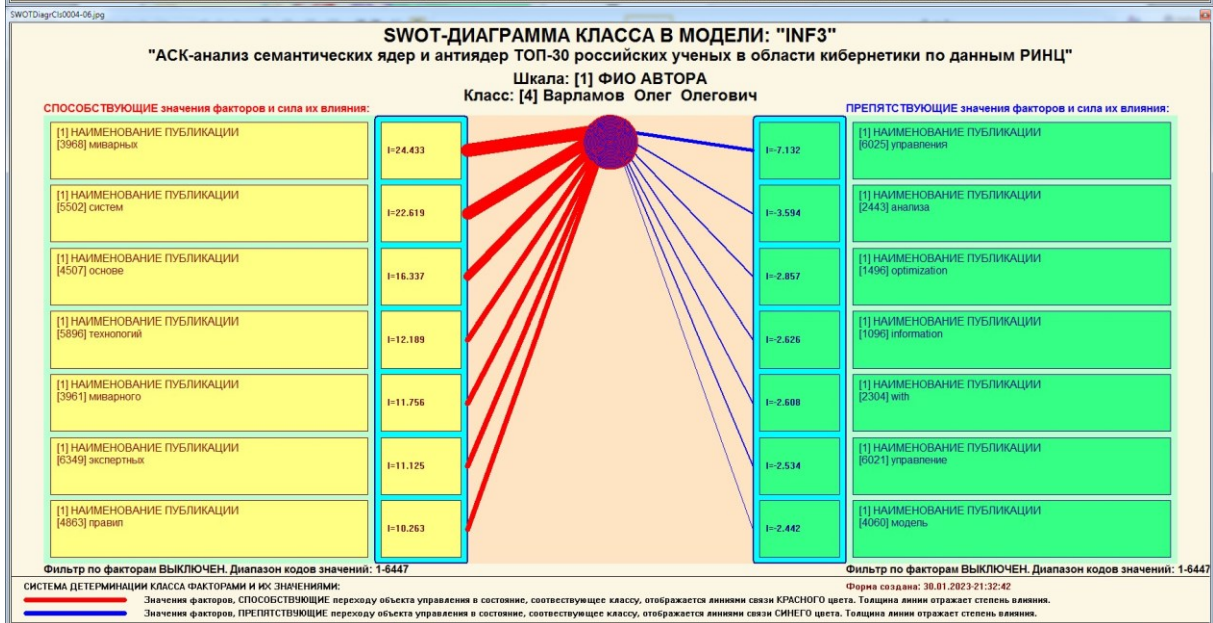 SWOTDiagrCls0004-06.jpg
SWOT-ДИАГРАММА КЛАССА В МОДЕЛИ: "INF3"
"АСК-анализ семантических ядер и антиядер ТОП-30 российских ученых в области кибернетики по данным РИНЦ"
Шкала: [1] ФИО АВТОРА
Класс: [4] Варламов Олег Олегович
СПОСОБСТВУЮЩИЕ значения факторов и сила их влияния:
ПРЕПЯТСТВУЮЩИЕ значения факторов и сила их влияния:
[1] НАИМЕНОВАНИЕ ПУБЛИКАЦИИ
[3968] миварных
I=24.433
I=-7.132
[1] НАИМЕНОВАНИЕ ПУБЛИКАЦИИ
[6025] управления
[1] НАИМЕНОВАНИЕ ПУБЛИКАЦИИ
[5502] систем
I=22.619
I=-3.594
[1] НАИМЕНОВАНИЕ ПУБЛИКАЦИИ
[2443] анализа
[1] НАИМЕНОВАНИЕ ПУБЛИКАЦИИ
[4507] основе
I=16.337
I=-2.857
[1] НАИМЕНОВАНИЕ ПУБЛИКАЦИИ
[1496] optimization
[1] НАИМЕНОВАНИЕ ПУБЛИКАЦИИ
[5896] технологий
I=12.189
I=-2.626
[1] НАИМЕНОВАНИЕ ПУБЛИКАЦИИ
[1096] information
[1] НАИМЕНОВАНИЕ ПУБЛИКАЦИИ
[3961] миварного
I=11.756
I=-2.608
[1] НАИМЕНОВАНИЕ ПУБЛИКАЦИИ
[2304] with
[1] НАИМЕНОВАНИЕ ПУБЛИКАЦИИ
[6349] экспертных
I=11.125
I=-2.534
[1] НАИМЕНОВАНИЕ ПУБЛИКАЦИИ
[6021] управление
[1] НАИМЕНОВАНИЕ ПУБЛИКАЦИИ
[4863] правил
I=10.263
I=-2.442
[1] НАИМЕНОВАНИЕ ПУБЛИКАЦИИ
[4060] модель
Фильтр по факторам ВЫКЛЮЧЕН. Диапазон кодов значений: 1-6447
Фильтр по факторам ВЫКЛЮЧЕН. Диапазон кодов значений: 1-6447
СИСТЕМА ДЕТЕРМИНАЦИИ КЛАССА ФАКТОРАМИ И ИХ ЗНАЧЕНИЯМИ:
Форма создана: 30.01.2023-21:32:42
Значения факторов, СПОСОБСТВУЮЩИЕ переходу объекта управления в состояние, соотвествующее классу, отображается линиями связи КРАСНОГО цвета. Толщина линии отражает степень влияния.
Значения факторов, ПРЕПЯТСТВУЮЩИЕ переходу объекта управления в состояние, соотвествующее классу, отображается линиями связи СИНЕГО цвета. Толщина линии отражает степень влияния.